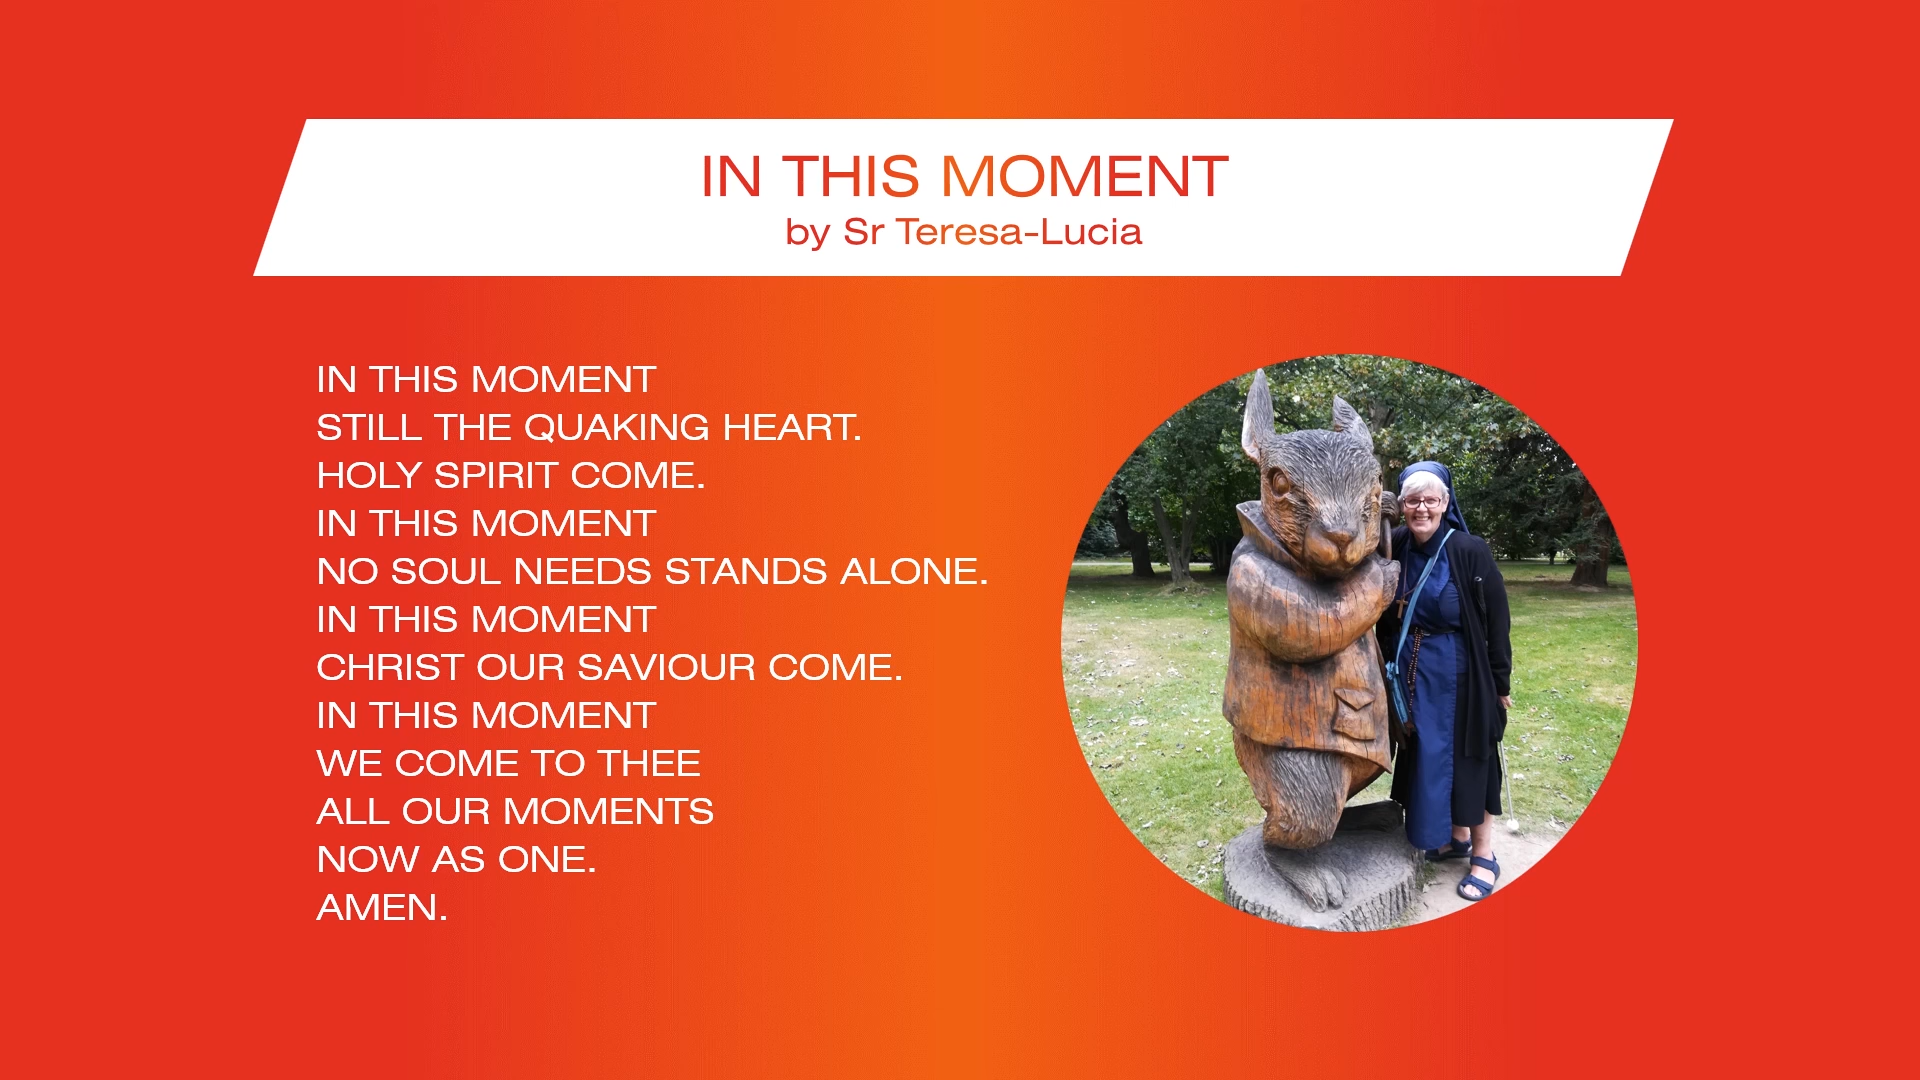 IN THIS MOMENT
by Sr Teresa-Lucia
IN THIS MOMENT
STILL THE QUAKING HEART.
HOLY SPIRIT COME.
IN THIS MOMENT
NO SOUL NEEDS STANDS ALONE.
IN THIS MOMENT
CHRIST OUR SAVIOUR COME.
IN THIS MOMENT
WE COME TO THEE
ALL OUR MOMENTS
NOW AS ONE.
AMEN.